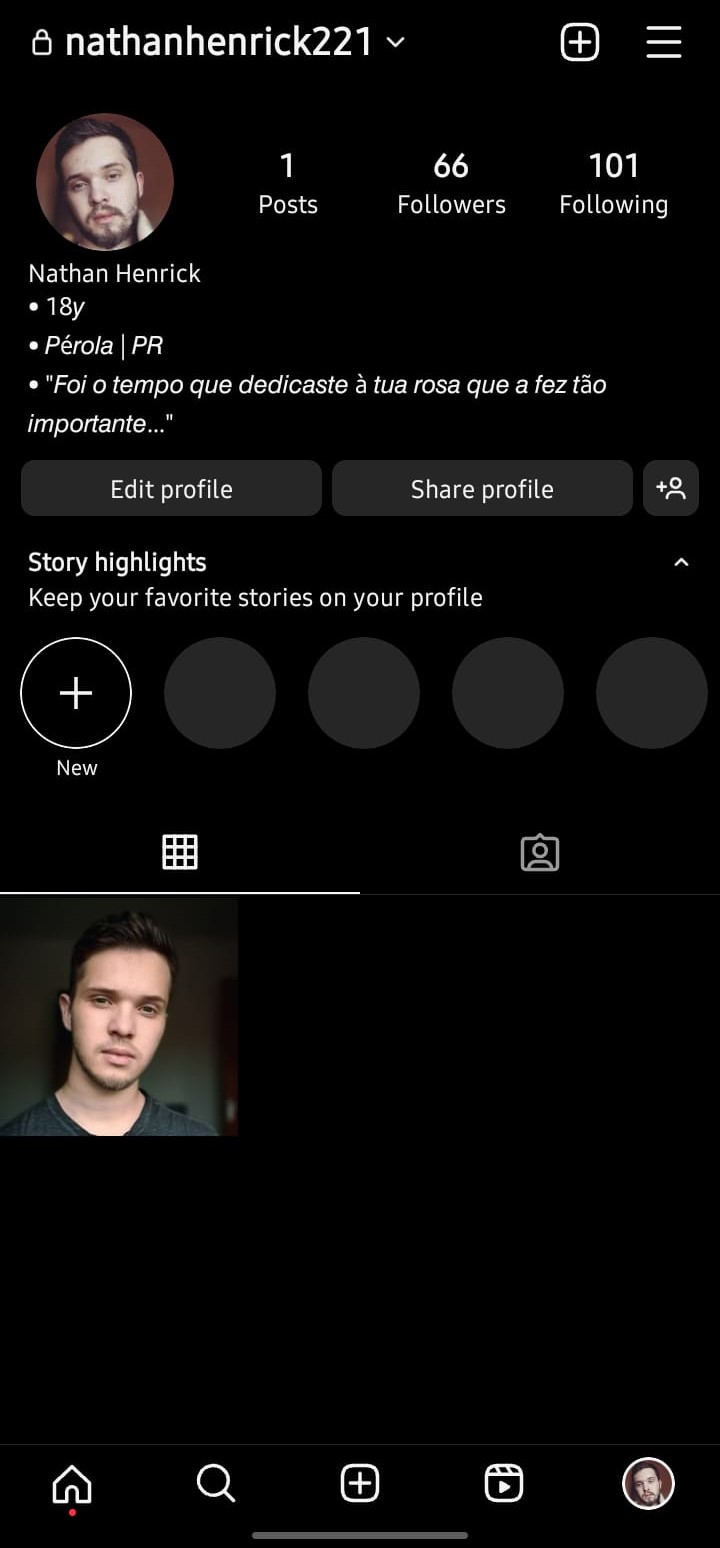 nathanhenrick221
1 66 101
Posts Followers Following
Nathan Henrick
• 18y
• Pérola | PR
• "Foi o tempo que dedicaste à tua rosa que a fez tão
importante..."
Edit profile Share profile
Story highlights
Keep your favorite stories on your profile
New